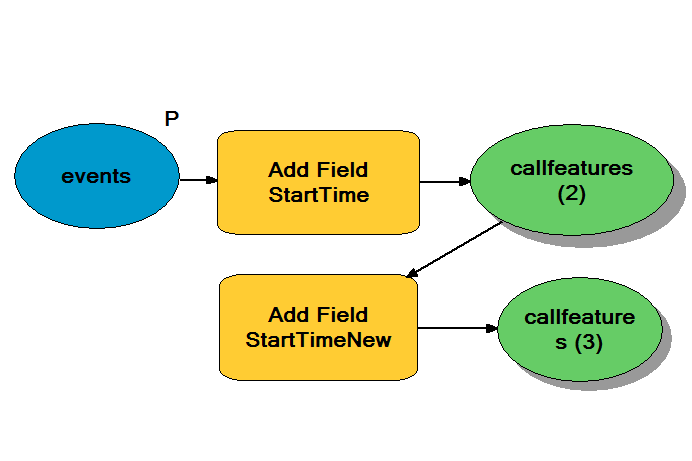 P
events
Add Field
StartTime
callfeatures
(2)
Add Field
StartTimeNew
callfeature
s (3)